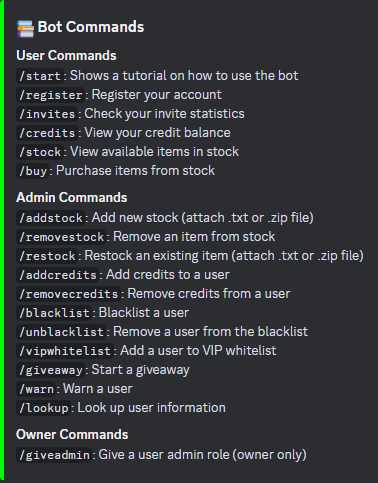 Bot Commands
User Commands
/start: Shows a tutorial on how to use the bot
/register: Register your account
/invites: Check your invite statistics
/credits: View your credit balance
/stock: View available items in stock
/buy: Purchase items from stock
Admin Commands
/addstock: Add new stock (attach .txt or .zip file)
/removestock: Remove an item from stock
/restock: Restock an existing item (attach .txt or .zip file)
/addcredits: Add credits to a user
/removecredits: Remove credits from a user
/blacklist: Blacklist a user
/unblacklist: Remove a user from the blacklist
/vipwhitelist: Add a user to VIP whitelist
/giveaway: Start a giveaway
/warn: Warn a user
/lookup: Look up user information
Owner Commands
/giveadmin: Give a user admin role (owner only)